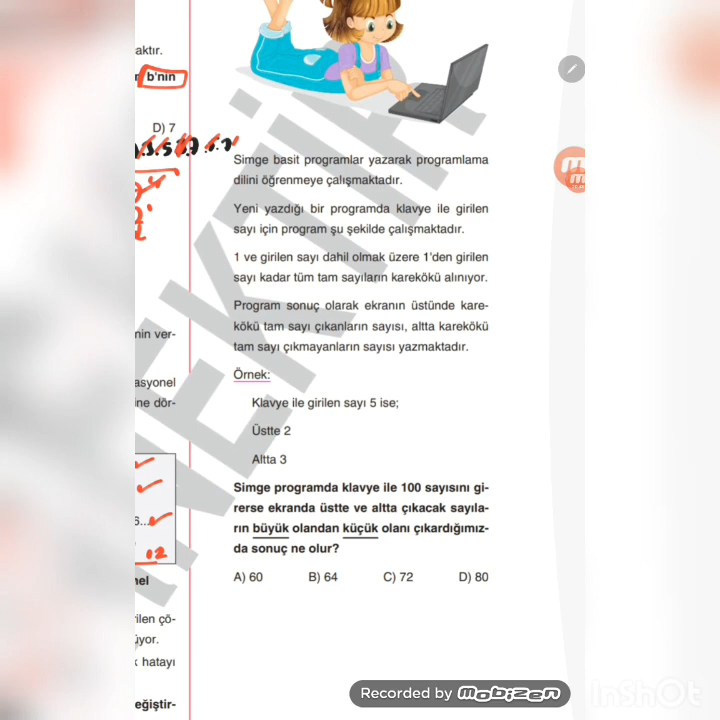 aktır.
b'nın
D) 7
nin ver-
asyonel
ine dör-
6...
12
nel
rilen çö-
üyor.
k hatayı
eğiştir-
Simge basit programlar yazarak programlama
dilini öğrenmeye çalışmaktadır.
Yeni yazdığı bir programda klavye ile girilen
sayı için program şu şekilde çalışmaktadır.
1 ve girilen sayı dahil olmak üzere 1'den girilen
sayı kadar tüm tam sayıların karekökü alınıyor.
Program sonuç olarak ekranın üstünde kare-
kökü tam sayı çıkanların sayısı, altta karekökü
tam sayı çıkmayanların sayısı yazmaktadır.
Örnek:
Klavye ile girilen sayı 5 ise;
Üstte 2
Altta 3
Simge programda klavye ile 100 sayısını gi-
rerse ekranda üstte ve altta çıkacak sayıla-
rın büyük olandan küçük olanı çıkardığımız-
da sonuç ne olur?
A) 60 B) 64 C) 72 D) 80
NEKTİR
Recorded by Mobizen
InShOt